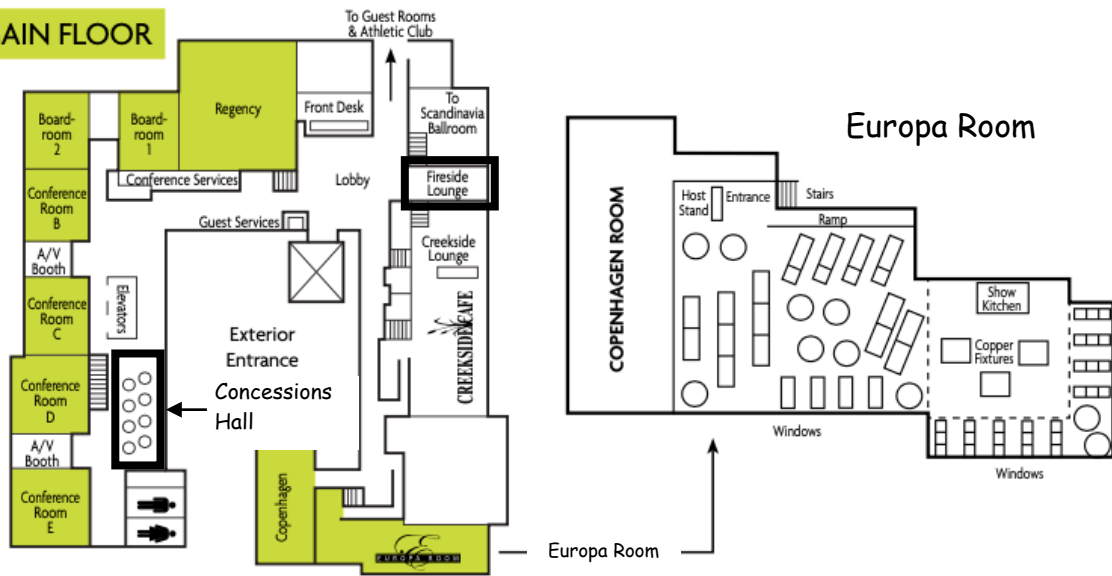 AIN FLOOR
To Guest Rooms
& Athletic Club
Board-
room
2
Board-
room
1
Regency
Front Desk
To
Scandinavia
Ballroom
Conference Services
Lobby
Fireside
Lounge
Conference
Room
B
Guest Services
A/V
Booth
Creekside
Lounge
Elevators
Conference
Room
C
CREEKSIDE CAFE
Exterior
Entrance
Concessions
Hall
Conference
Room
D
A/V
Booth
Conference
Room
E
Copenhagen
E
EUROPA ROOM
Europa Room
Europa Room
COPENHAGEN ROOM
Host
Stand
Entrance
Stairs
Ramp
Show
Kitchen
Copper
Fixtures
Windows
Windows